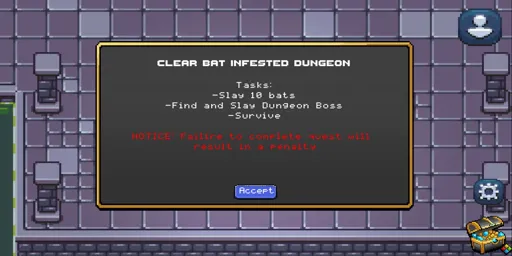 CLEAR BAT INFESTED DUNGEON
Tasks:
-Slay 10 bats
-Find and Slay Dungeon Boss
-Survive
NOTICE: Failure to complete quest will
result in a penalty
Accept